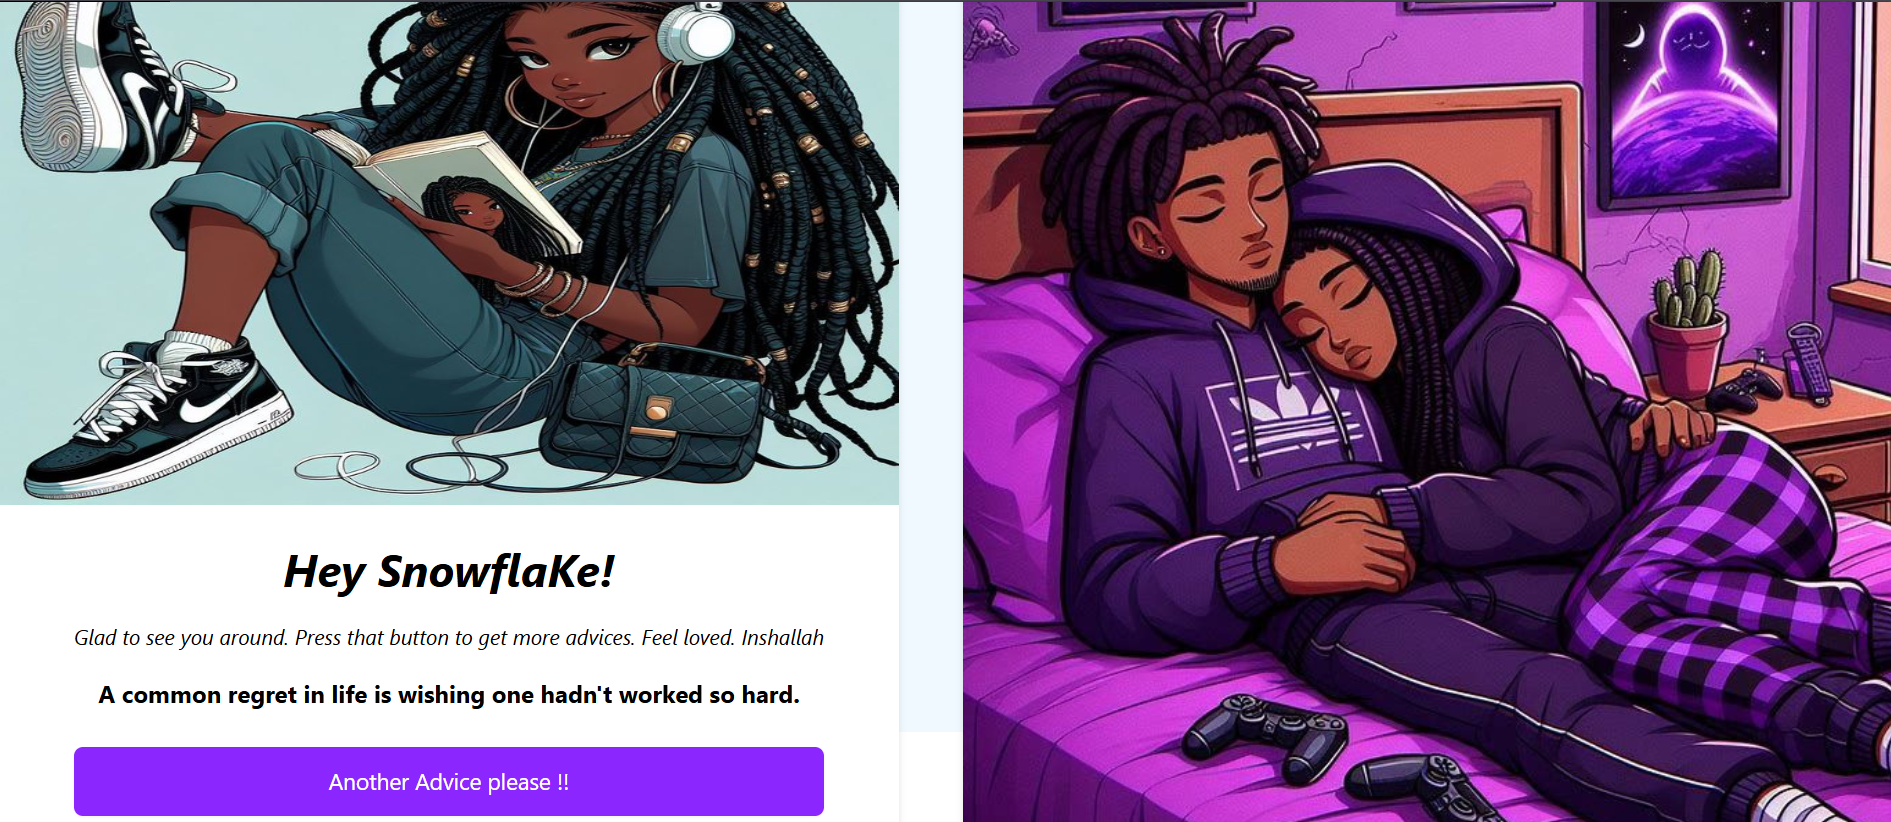 Hey SnowflaKe!
Glad to see you around. Press that button to get more advices. Feel loved. Inshallah
A common regret in life is wishing one hadn't worked so hard.
Another Advice please !!